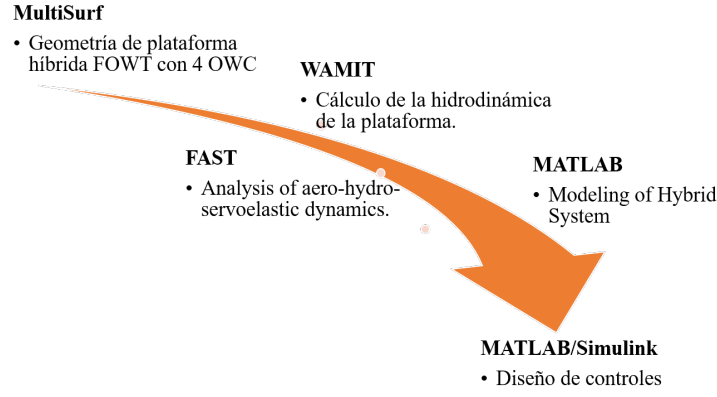 MultiSurf
• Geometría de plataforma
híbrida FOWT con 4 OWC
WAMIT
• Cálculo de la hidrodinámica
de la plataforma.
FAST
• Analysis of aero-hydro-
servoelastic dynamics.
MATLAB
• Modeling of Hybrid
System
MATLAB/Simulink
• Diseño de controles